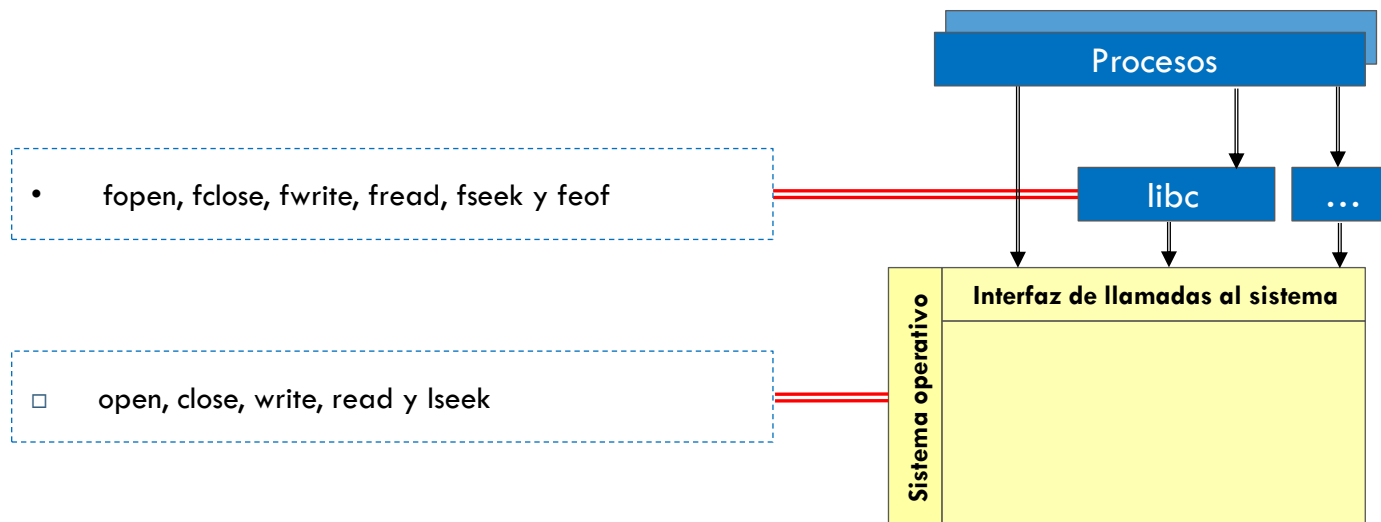 Procesos
• fopen, fclose, fwrite, fread, fseek y feof
libc
...
Interfaz de llamadas al sistema
Sistema operativo
□ open, close, write, read y lseek